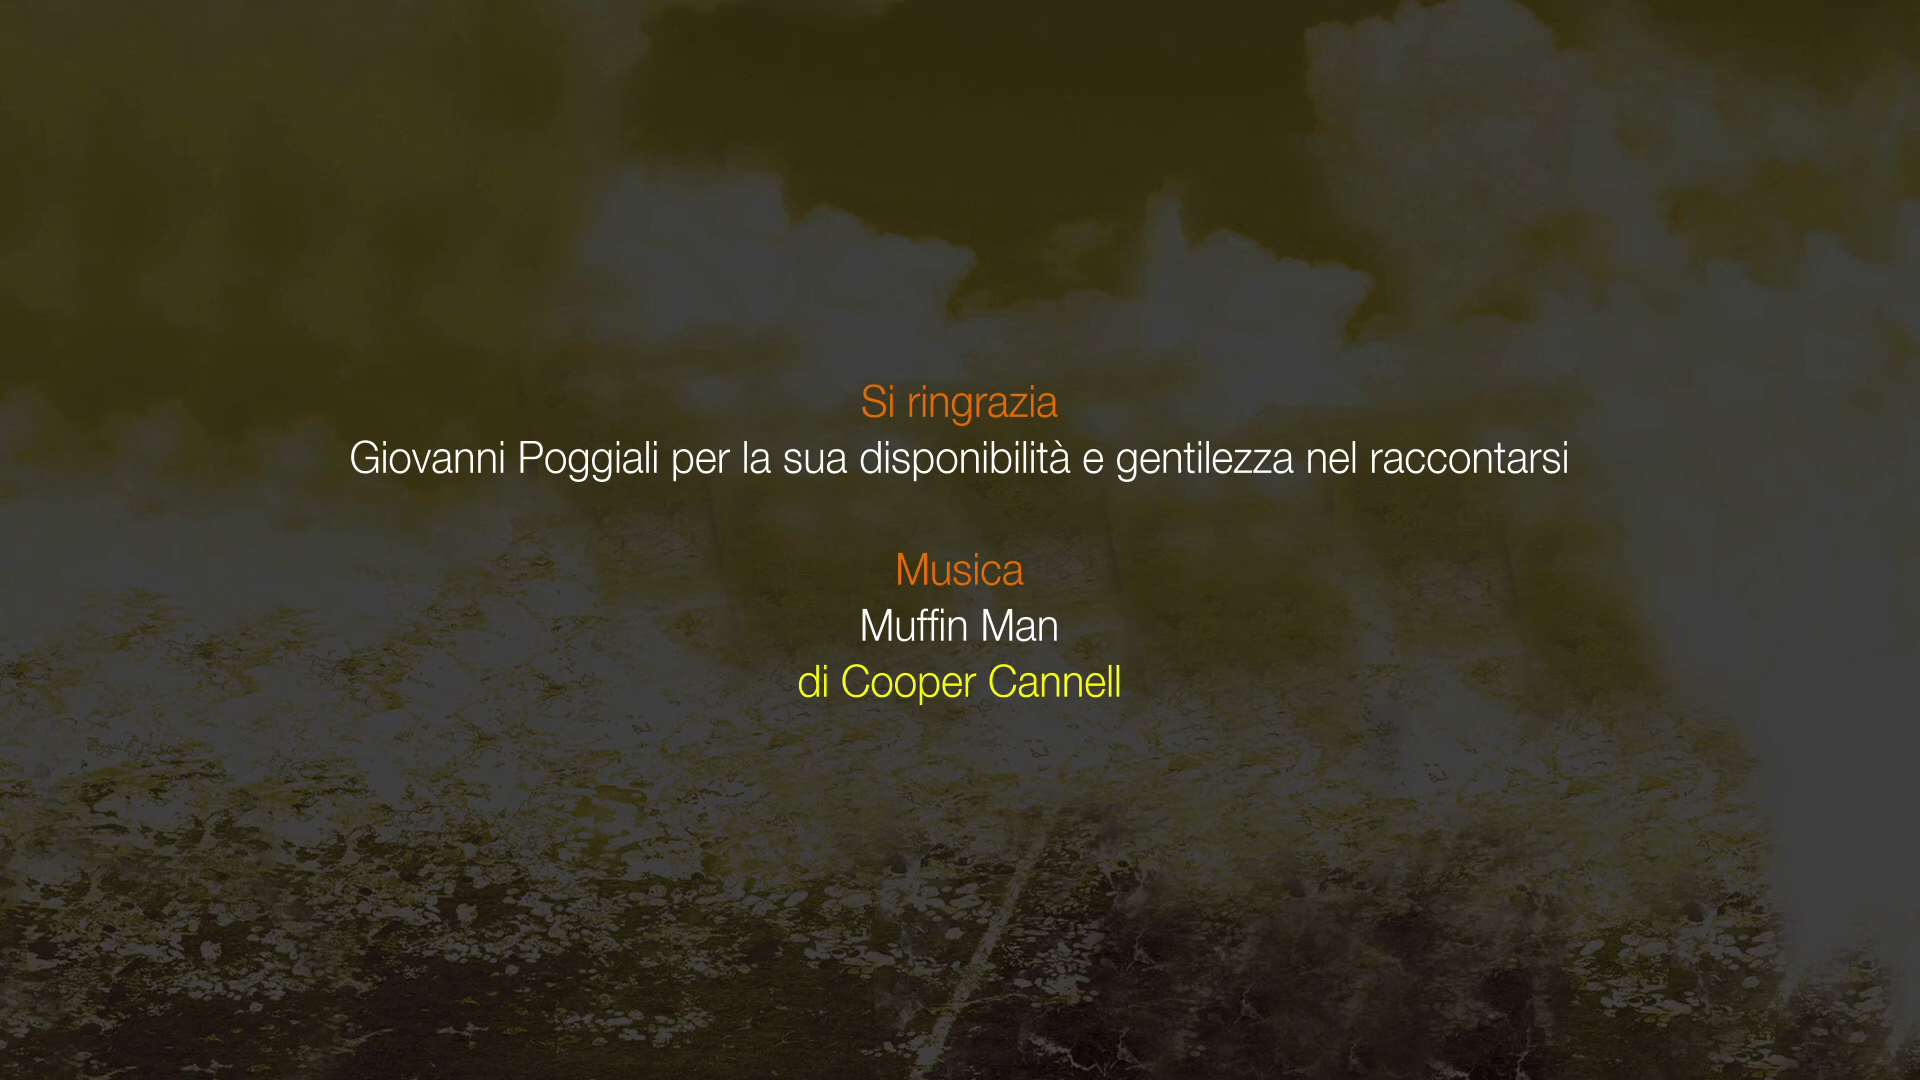 Si ringrazia
Giovanni Poggiali per la sua disponibilità e gentilezza nel raccontarsi
Musica
Muffin Man
di Cooper Cannell